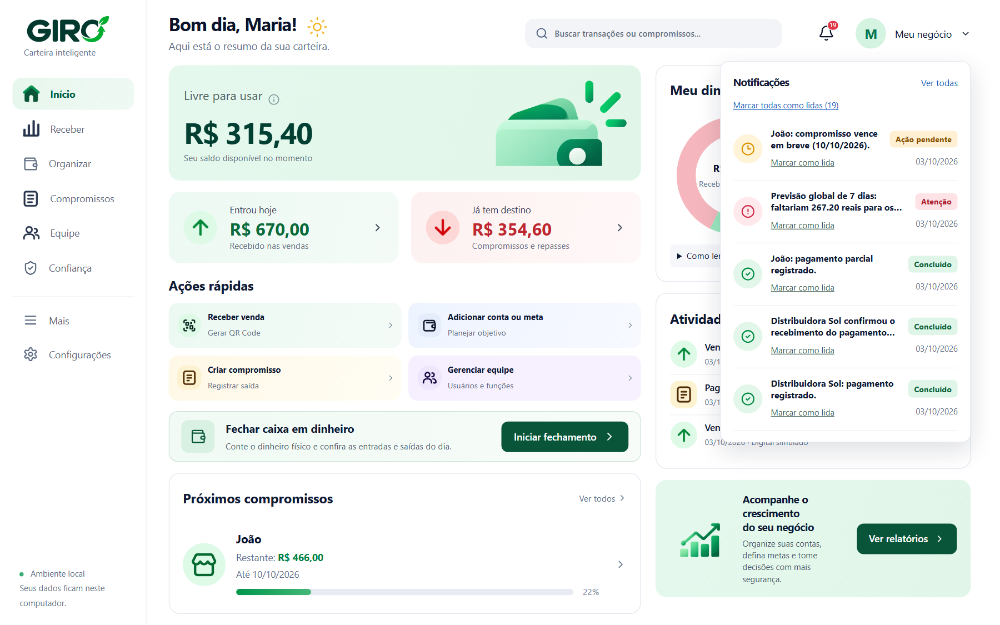 GIRO
Carteira inteligente
Início
Receber
Organizar
Compromissos
Equipe
Confiança
Mais
Configurações
Ambiente local
Seus dados ficam neste
computador.
Bom dia, Maria!
Aqui está o resumo da sua carteira.
Buscar transações ou compromissos...
19
M
Meu negócio
Livre para usar
R$ 315,40
Seu saldo disponível no momento
Entrou hoje
R$ 670,00
Recebido nas vendas
Já tem destino
R$ 354,60
Compromissos e repasses
Ações rápidas
Receber venda
Gerar QR Code
Adicionar conta ou meta
Planejar objetivo
Criar compromisso
Registrar saída
Gerenciar equipe
Usuários e funções
Fechar caixa em dinheiro
Conte o dinheiro físico e confira as entradas e saídas do dia.
Iniciar fechamento
Próximos compromissos
Ver todos
João
Restante: R$ 466,00
Até 10/10/2026
22%
Meu din
R
Receb
Como ler
Atividad
Ven
03/1
Pag
03/1
Ven
03/10/2026 · Digital simulado
Notificações
Ver todas
Marcar todas como lidas (19)
João: compromisso vence
em breve (10/10/2026).
Ação pendente
Marcar como lida
03/10/2026
Previsão global de 7 dias:
faltariam 267.20 reais para os...
Atenção
Marcar como lida
03/10/2026
João: pagamento parcial
registrado.
Concluído
Marcar como lida
03/10/2026
Distribuidora Sol confirmou o
recebimento do pagamento...
Concluído
Marcar como lida
03/10/2026
Distribuidora Sol: pagamento
registrado.
Concluído
Marcar como lida
03/10/2026
Acompanhe o
crescimento
do seu negócio
Organize suas contas,
defina metas e tome
decisões com mais
segurança.
Ver relatórios